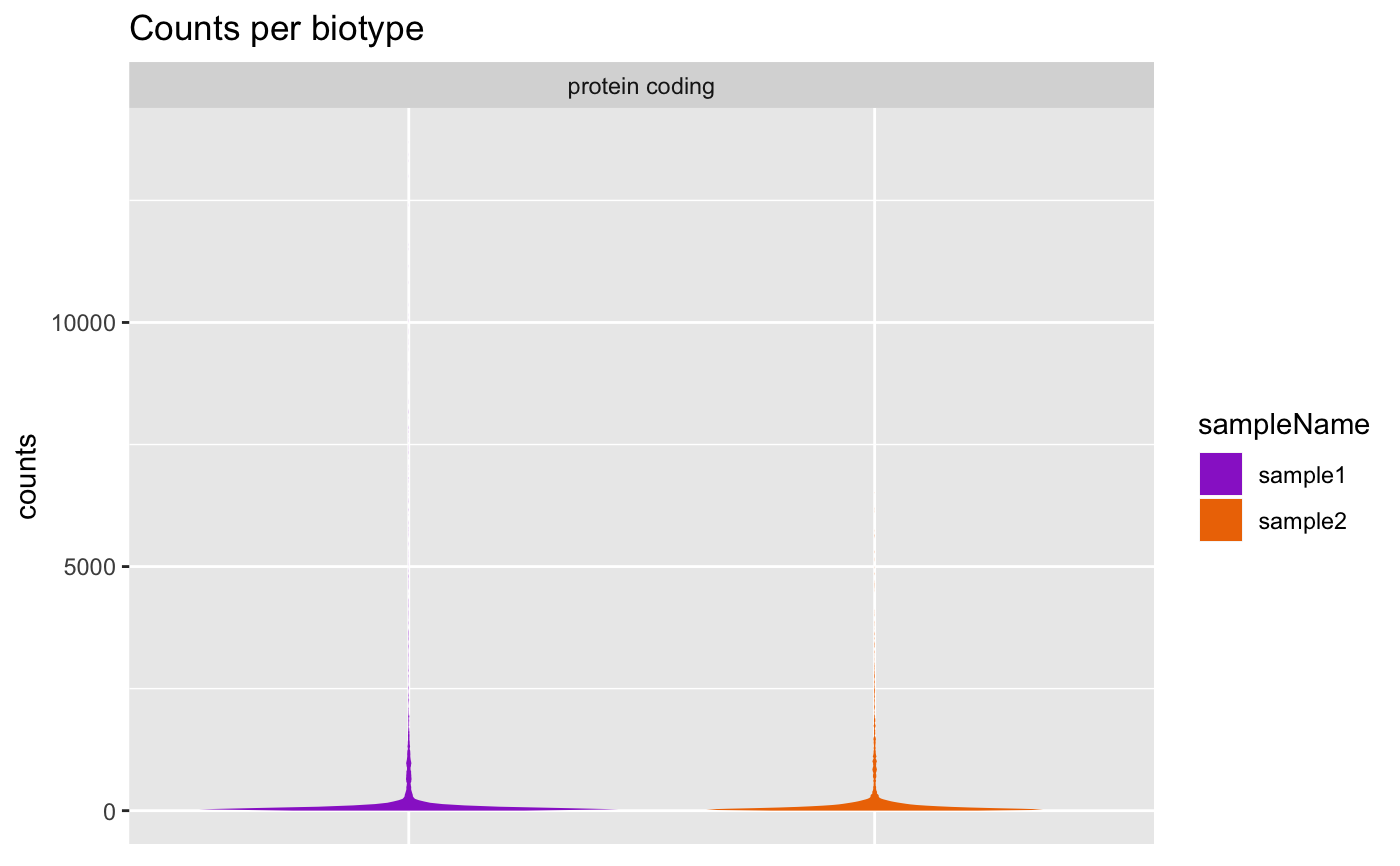 Counts per biotype
protein coding
10000
5000
0
counts
sampleName
sample1
sample2